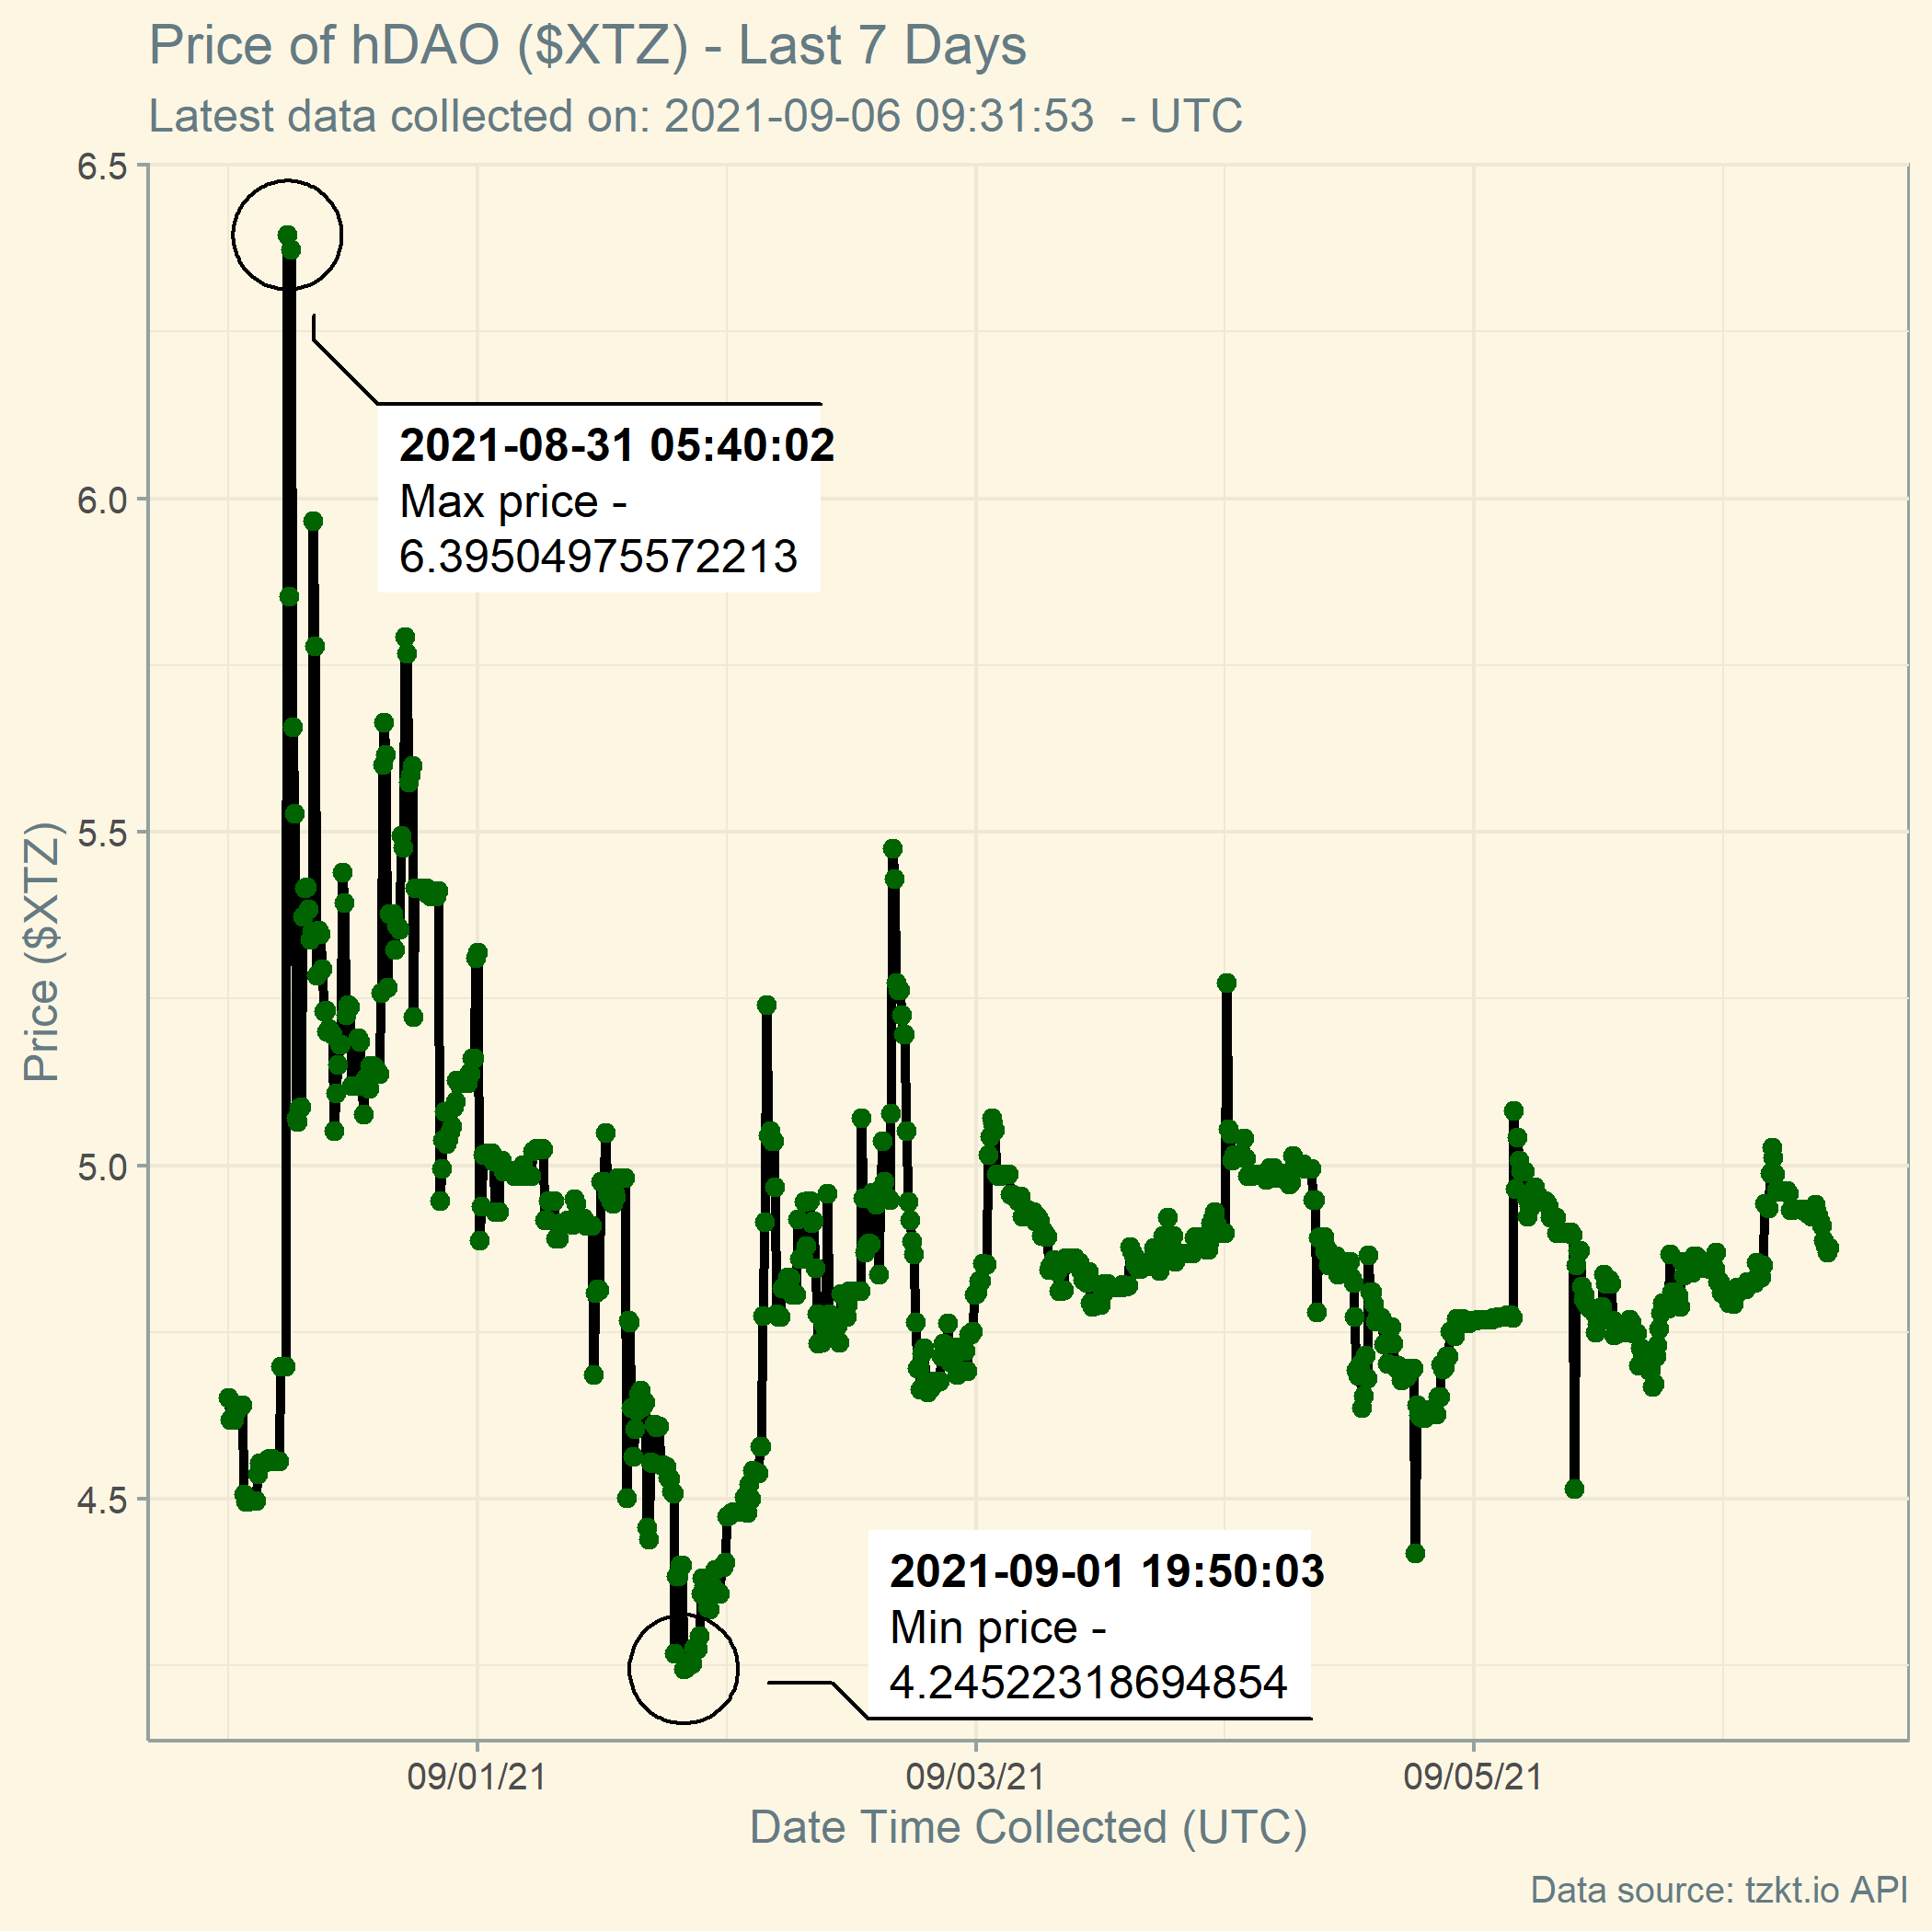 Price of hDAO ($XTZ) - Last 7 Days
Latest data collected on: 2021-09-06 09:31:53  - UTC
6.5
6.0
5.5
5.0
4.5
Price ($XTZ)
2021-08-31 05:40:02
Max price -
6.39504975572213
2021-09-01 19:50:03
Min price -
4.24522318694854
09/01/21
09/03/21
09/05/21
Date Time Collected (UTC)
Data source: tzkt.io API